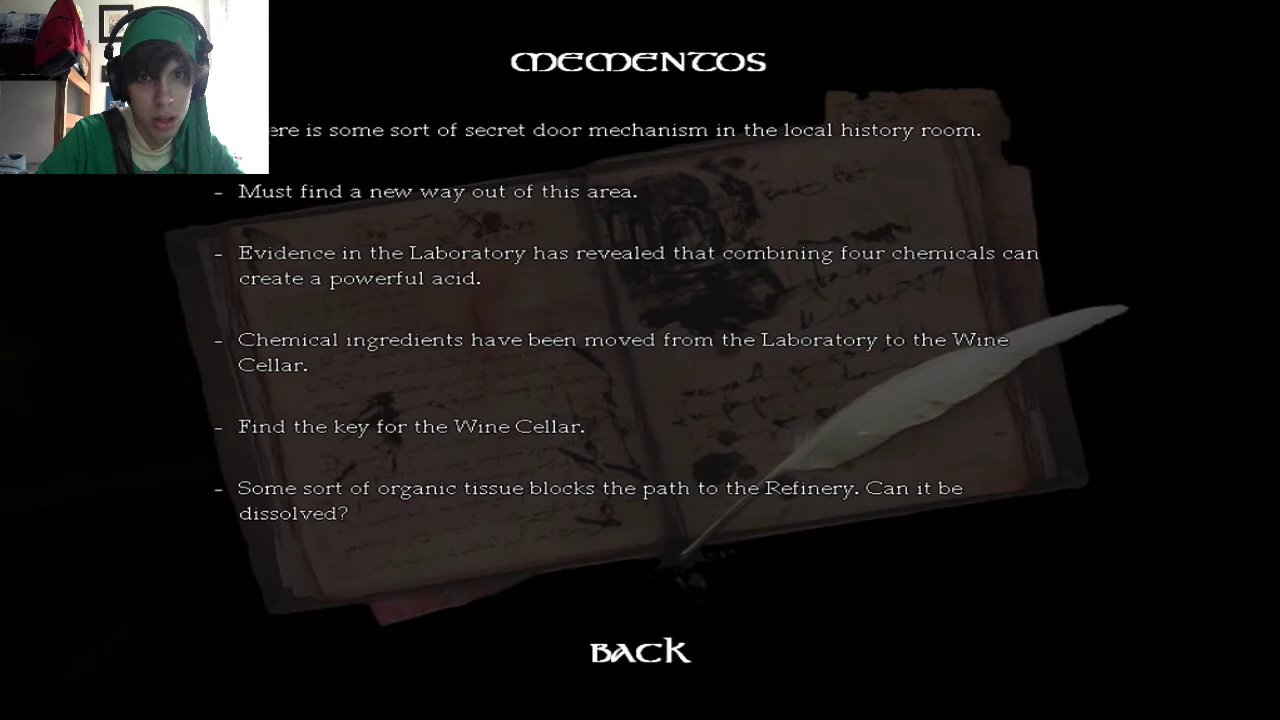 MEMENTOS
ere is some sort of secret door mechanism in the local history room.
- Must find a new way out of this area.
- Evidence in the Laboratory has revealed that combining four chemicals can
create a powerful acid.
- Chemical ingredients have been moved from the Laboratory to the Wine
Cellar.
- Find the key for the Wine Cellar.
- Some sort of organic tissue blocks the path to the Refinery. Can it be
dissolved?
BACK